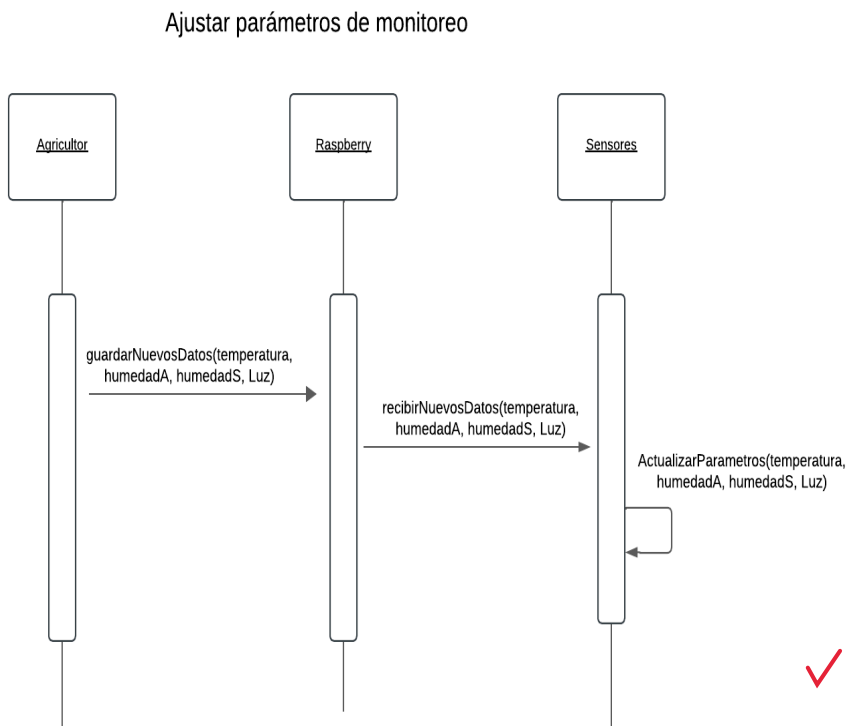 Ajustar parámetros de monitoreo
Agricultor
Raspberry
Sensores
guardarNuevosDatos(temperatura,
humedadA, humedadS, Luz)
recibirNuevosDatos(temperatura,
humedadA, humedadS, Luz)
ActualizarParametros(temperatura,
humedadA, humedadS, Luz)